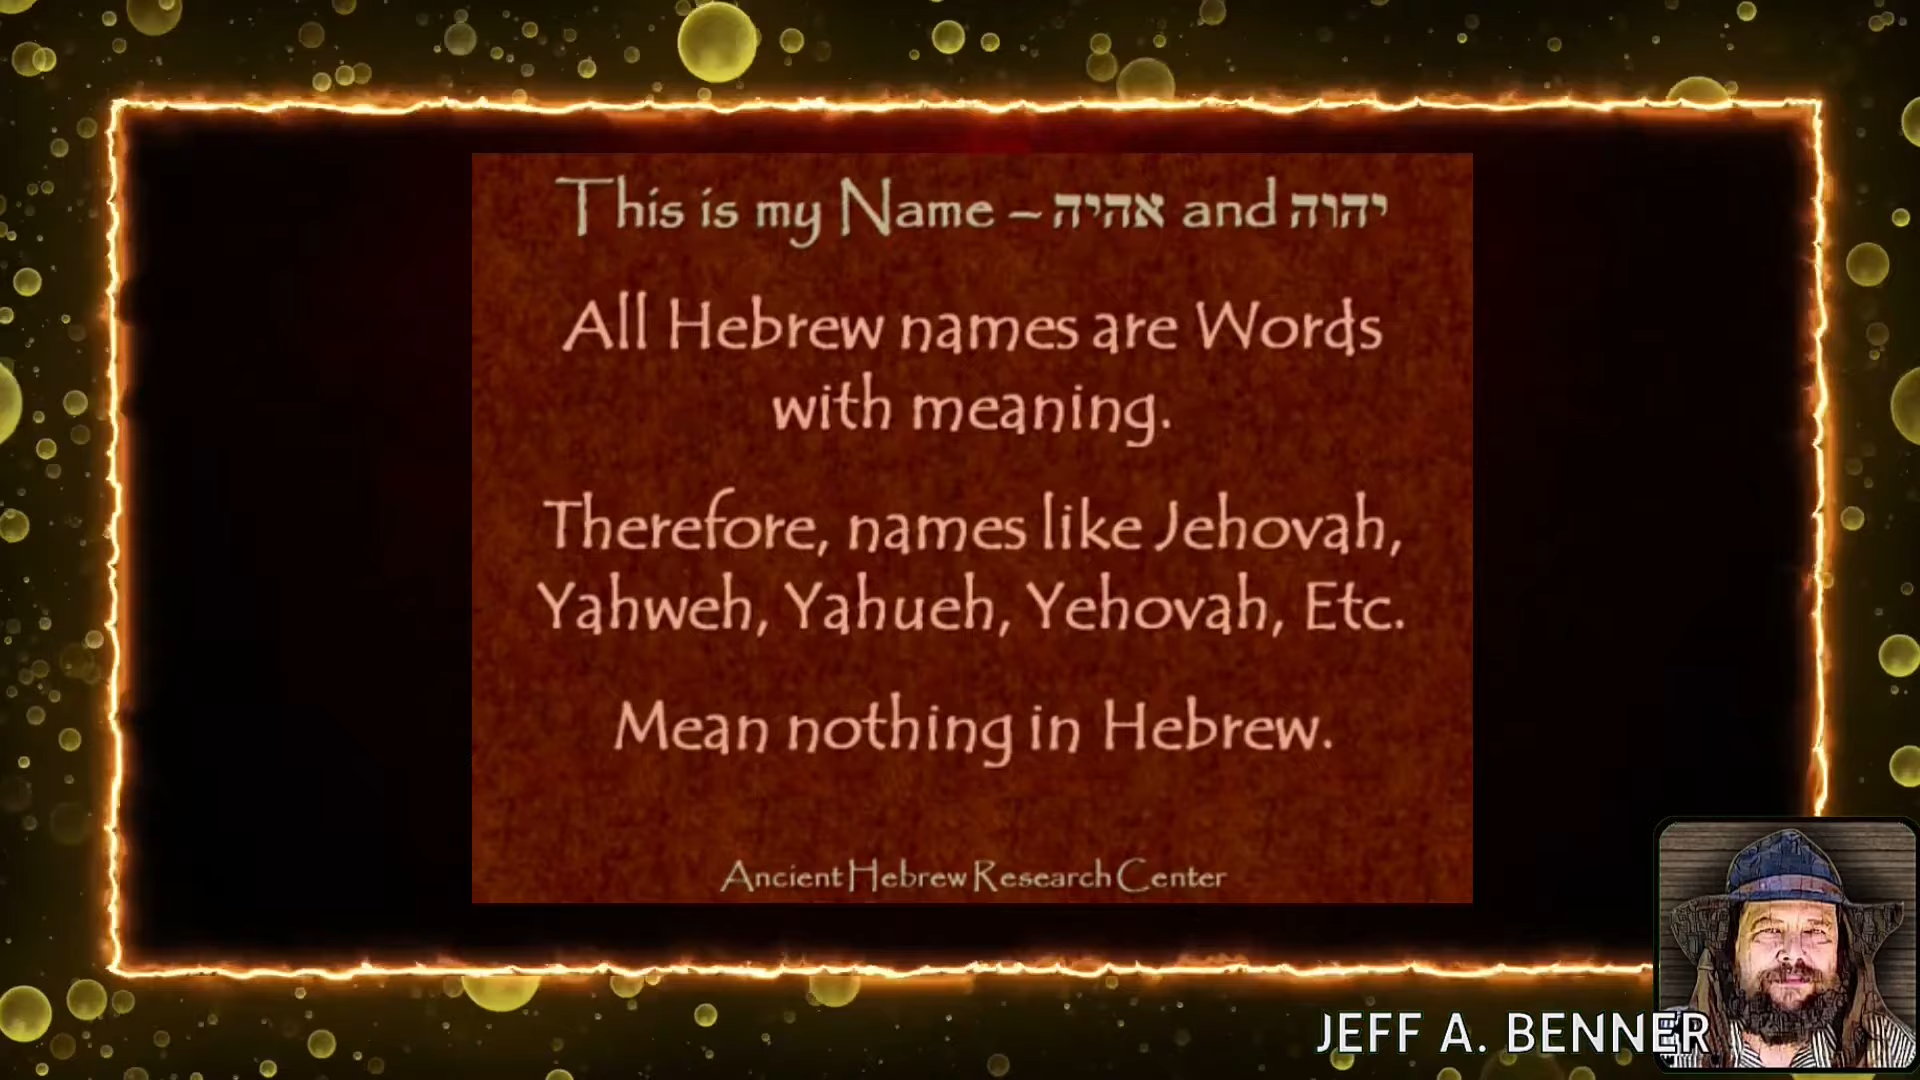 This is my Name – אהיה and יהוה
All Hebrew names are Words
with meaning.
Therefore, names like Jehovah,
Yahweh, Yahueh, Yehovah, Etc.
Mean nothing in Hebrew.
Ancient Hebrew Research Center
JEFF A. BENNER